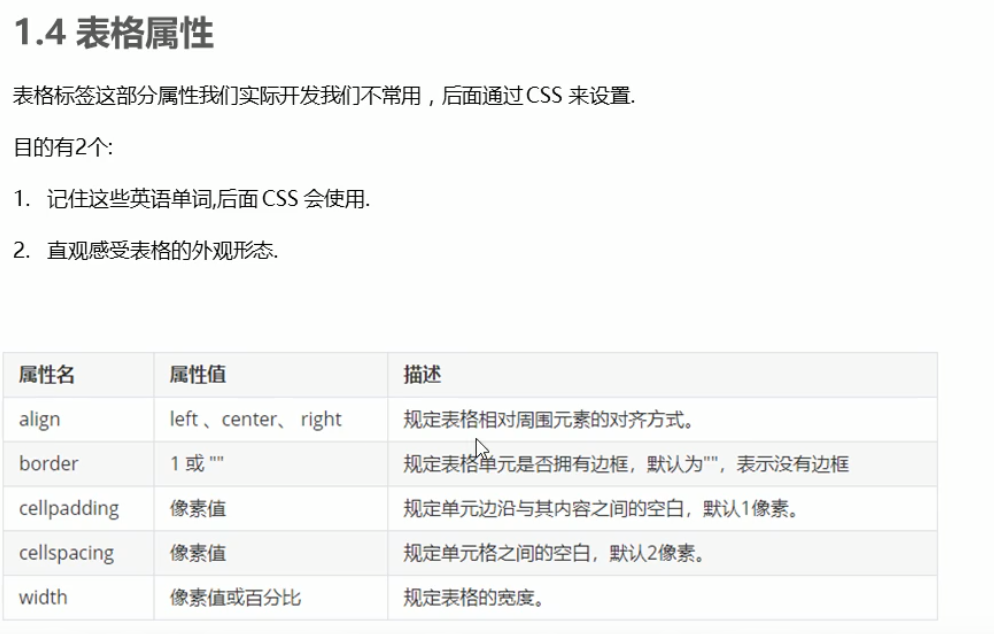 1.4 表格属性
表格标签这部分属性我们实际开发我们不常用，后面通过 CSS 来设置.
目的有2个:
1. 记住这些英语单词,后面 CSS 会使用.
2. 直观感受表格的外观形态.
属性名 属性值 描述
align left 、center、 right 规定表格相对周围元素的对齐方式。
border 1 或 "" 规定表格单元是否拥有边框，默认为""，表示没有边框
cellpadding 像素值 规定单元边沿与其内容之间的空白，默认1像素。
cellspacing 像素值 规定单元格之间的空白，默认2像素。
width 像素值或百分比 规定表格的宽度。